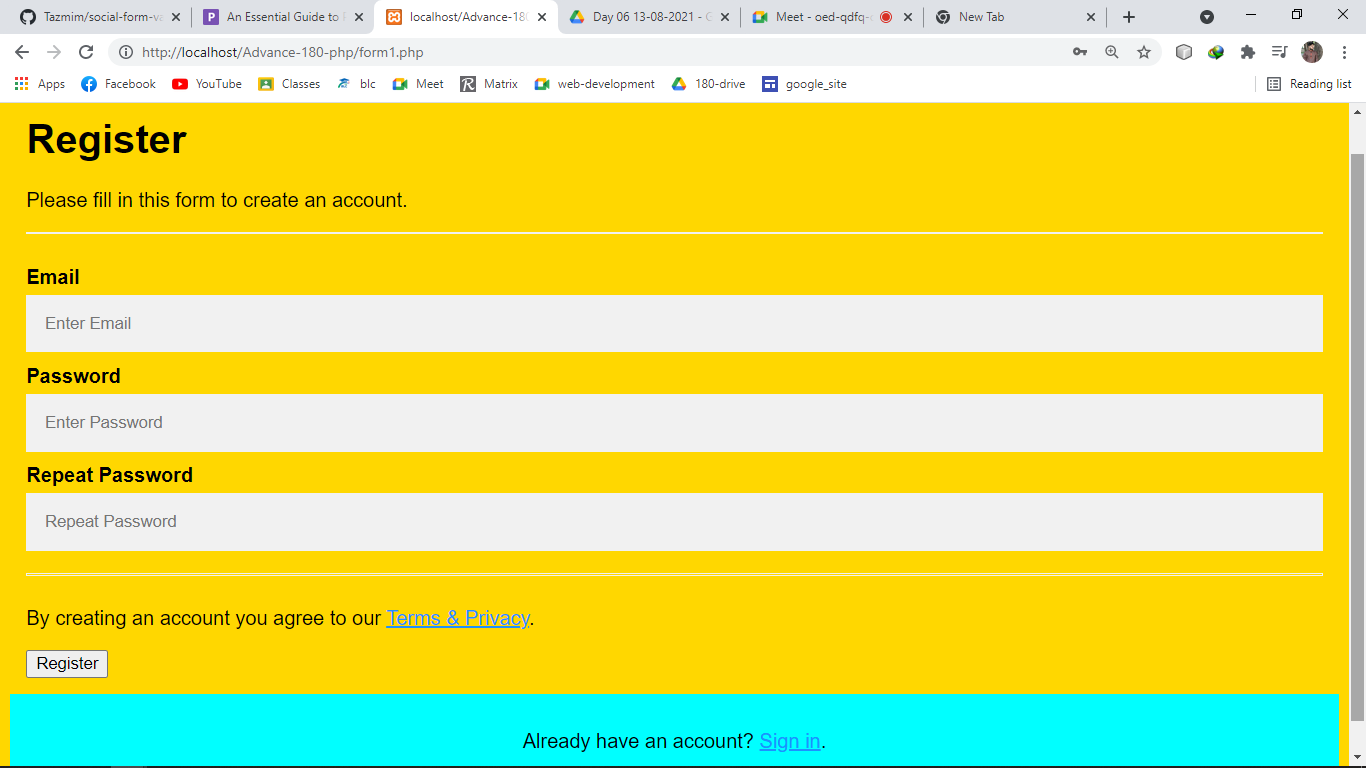 Tazmim/social-form-va
An Essential Guide to
localhost/Advance-180
Day 06 13-08-2021 - G
Meet - oed-qdfq-
New Tab
http://localhost/Advance-180-php/form1.php
Apps Facebook YouTube Classes blc Meet Matrix web-development 180-drive google_site Reading list
Register
Please fill in this form to create an account.
Email
Enter Email
Password
Enter Password
Repeat Password
Repeat Password
By creating an account you agree to our Terms & Privacy.
Register
Already have an account? Sign in.